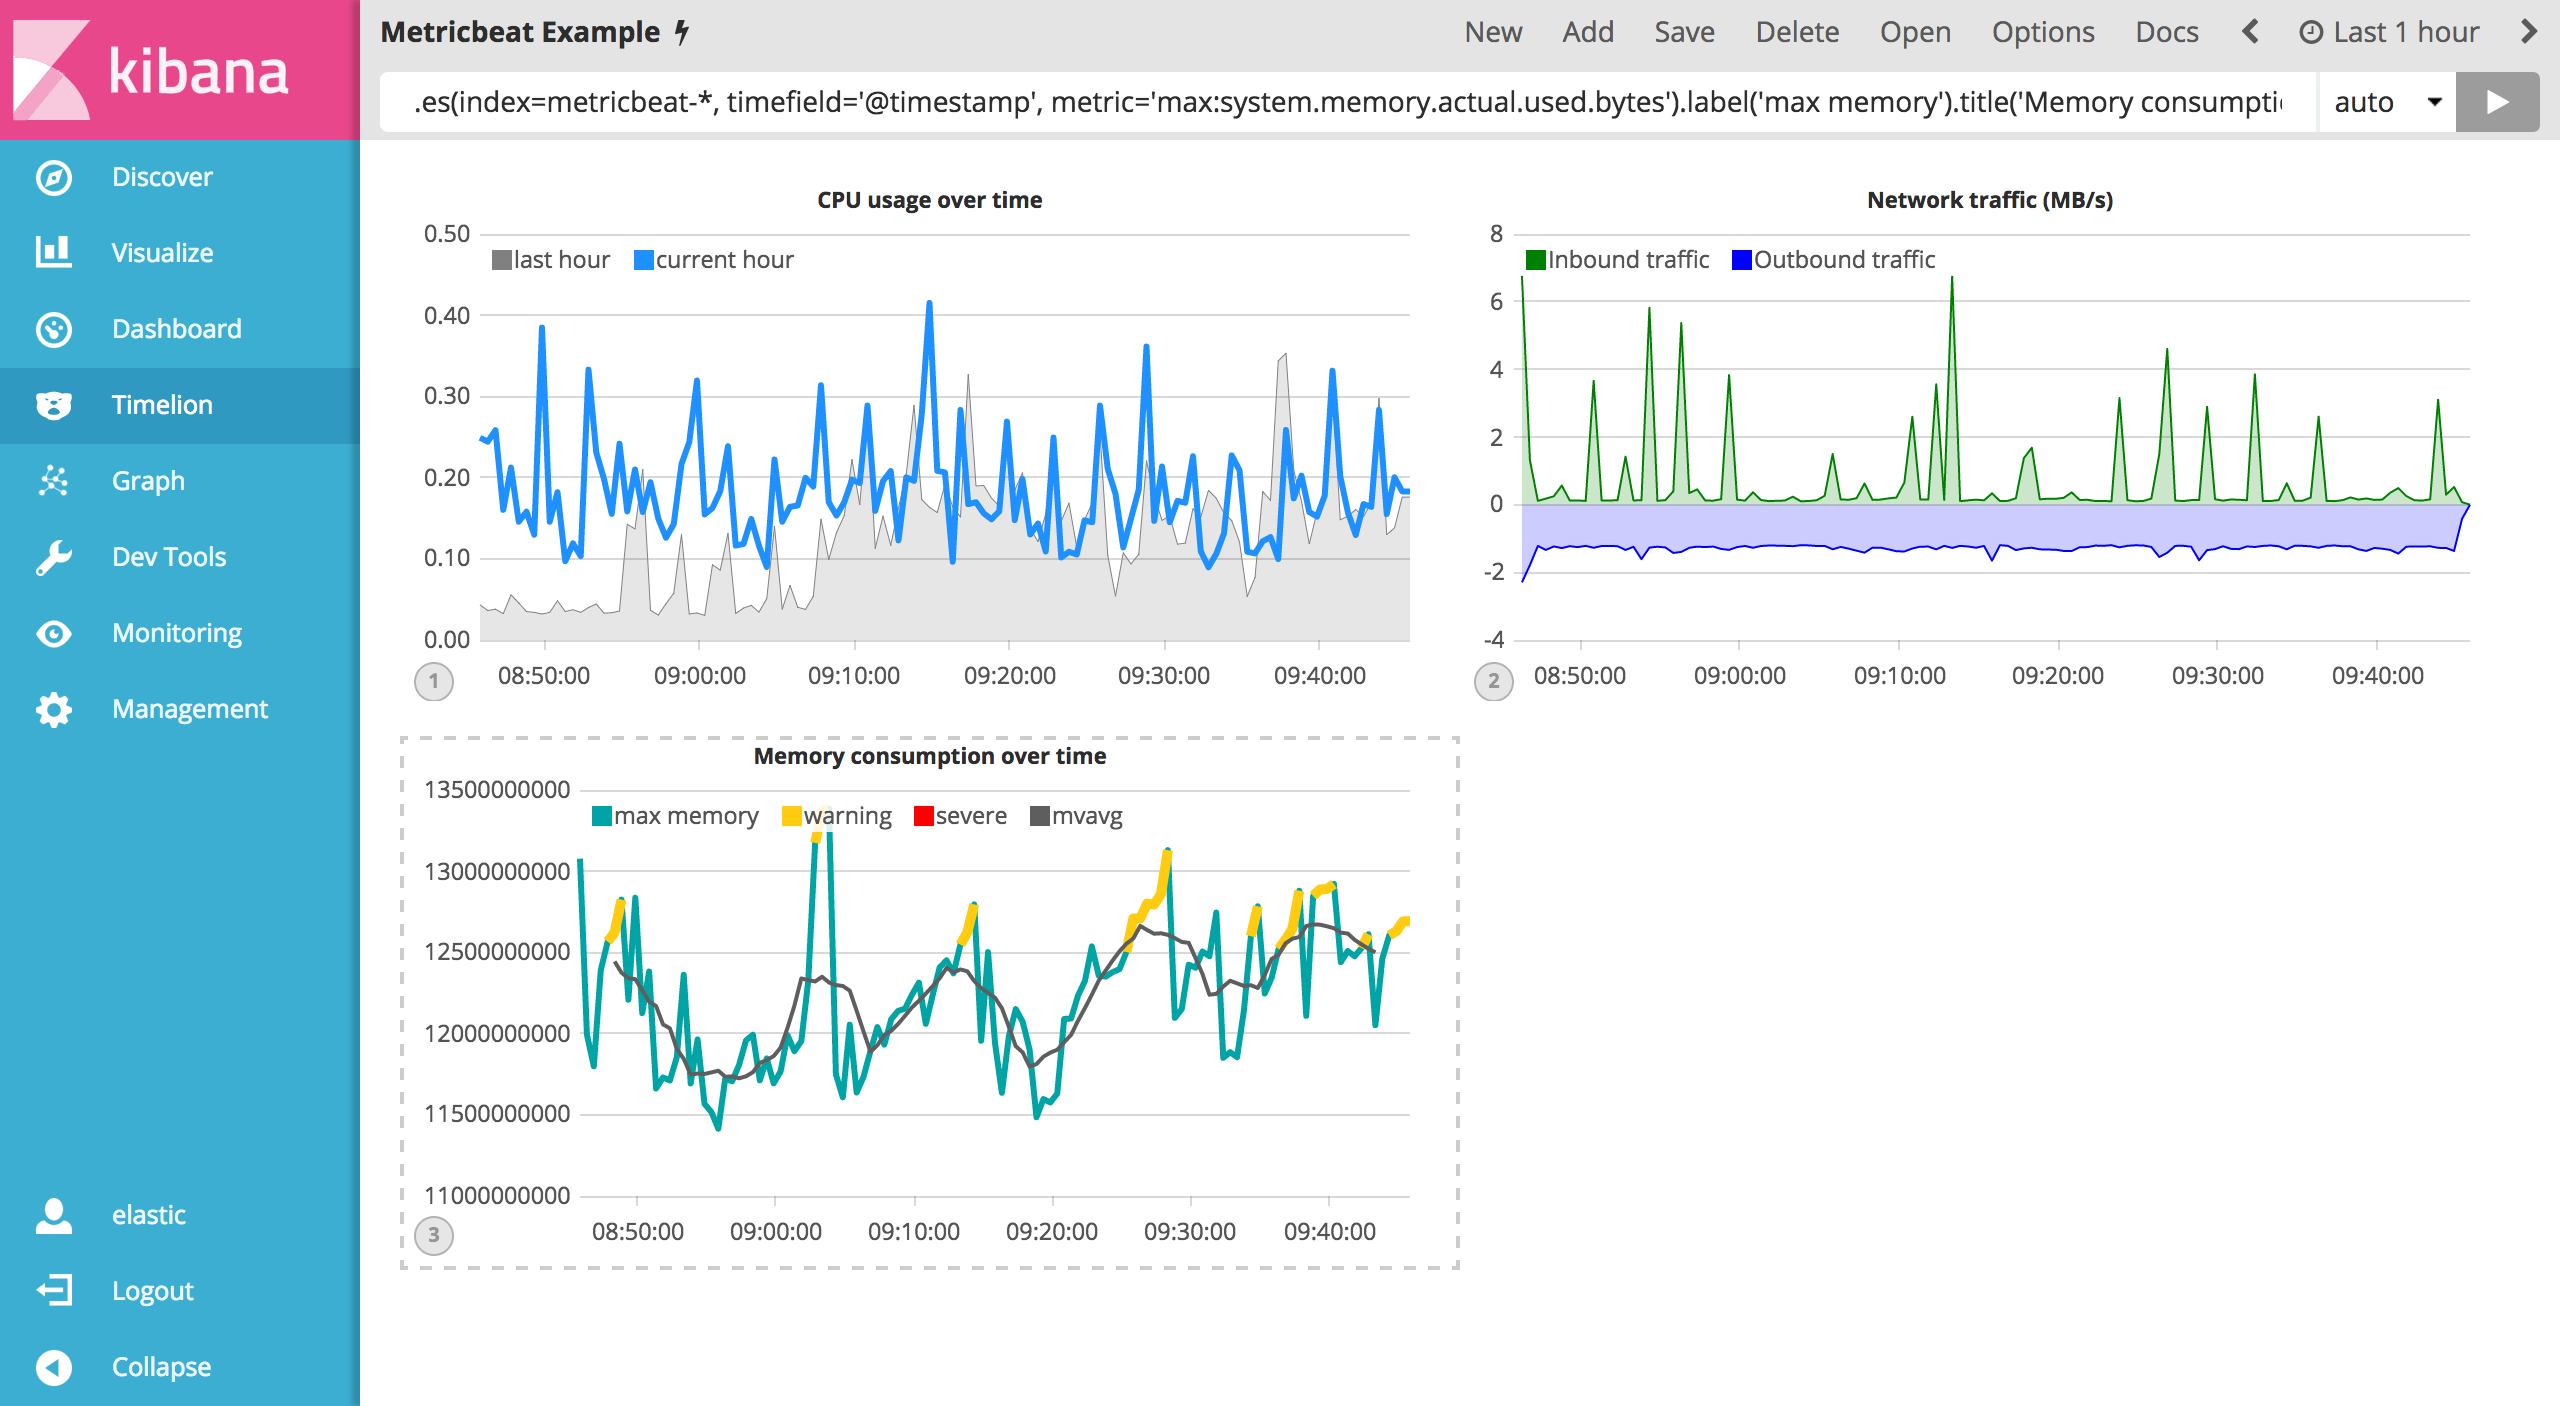 kibana
Discover
Visualize
Dashboard
Timelion
Graph
Dev Tools
Monitoring
Management
elastic
Logout
Collapse
Metricbeat Example
New Add Save Delete Open Options Docs Last 1 hour
.es(index=metricbeat-*, timefield='@timestamp', metric='max:system.memory.actual.used.bytes').label('max memory').title('Memory consumpti
auto
CPU usage over time
last hour current hour
0.50
0.40
0.30
0.20
0.10
0.00
08:50:00 09:00:00 09:10:00 09:20:00 09:30:00 09:40:00
1
Network traffic (MB/s)
Inbound traffic Outbound traffic
8
6
4
2
0
-2
-4
08:50:00 09:00:00 09:10:00 09:20:00 09:30:00 09:40:00
2
Memory consumption over time
max memory warning severe mvavg
13500000000
13000000000
12500000000
12000000000
11500000000
11000000000
08:50:00 09:00:00 09:10:00 09:20:00 09:30:00 09:40:00
3